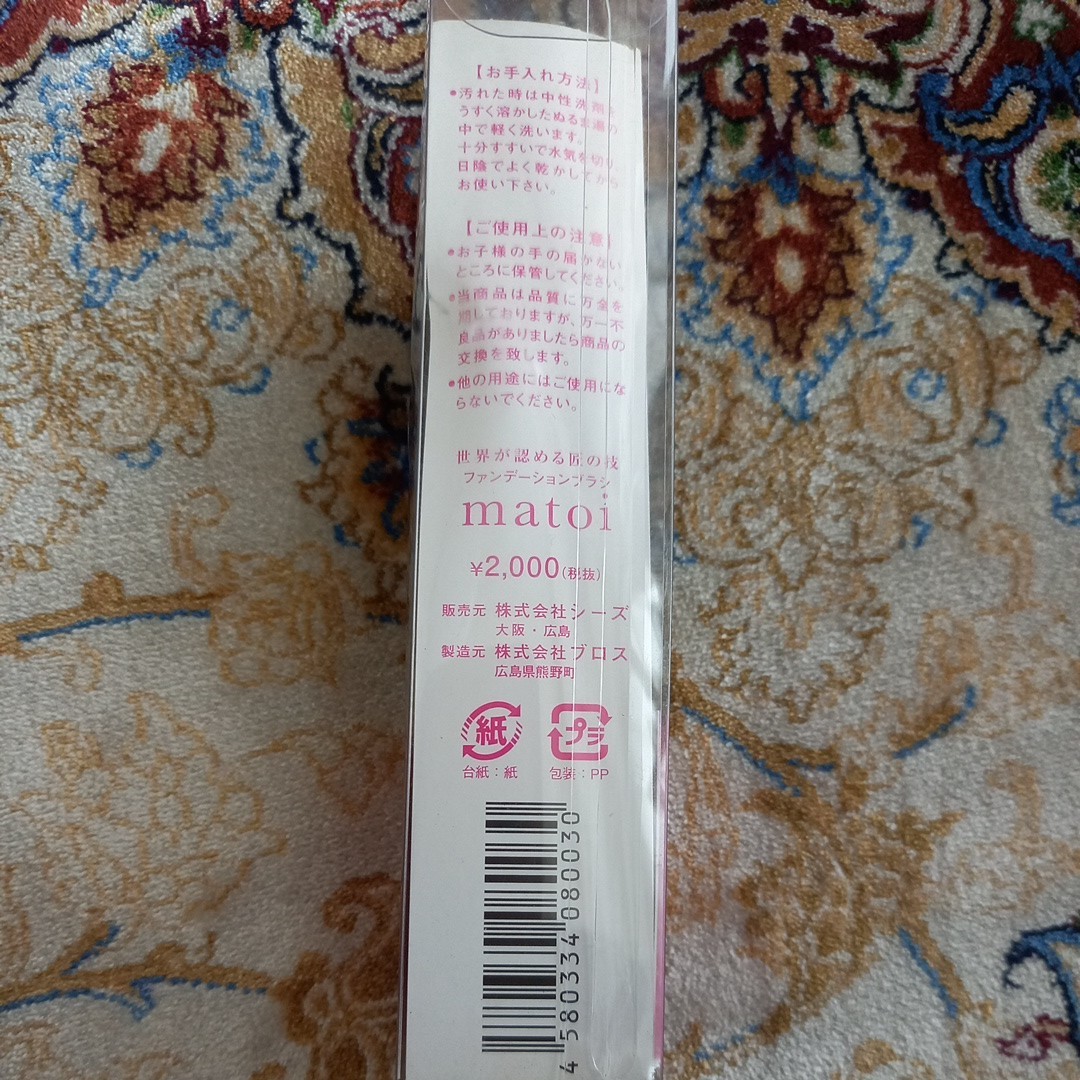 【お手入れ方法】
●汚れた時は中性洗剤を
うすく溶かしたぬるま湯の
中で軽く洗います。
十分すすいで水気を切り、
日陰でよく乾かしてから
お使い下さい。
【ご使用上の注意】
●お子様の手の届かない
ところに保管してください。
●当商品は品質に万全を
期しておりますが、万一不
良品がありましたら商品の
交換を致します。
●他の用途にはご使用にな
らないでください。
世界が認める匠の技
ファンデーションブラシ
matoi
¥2,000(税抜)
販売元 株式会社シーズ
大阪・広島
製造元 株式会社ブロス
広島県熊野町
紙 プラ
台紙:紙 包装:PP
4 580334 080030